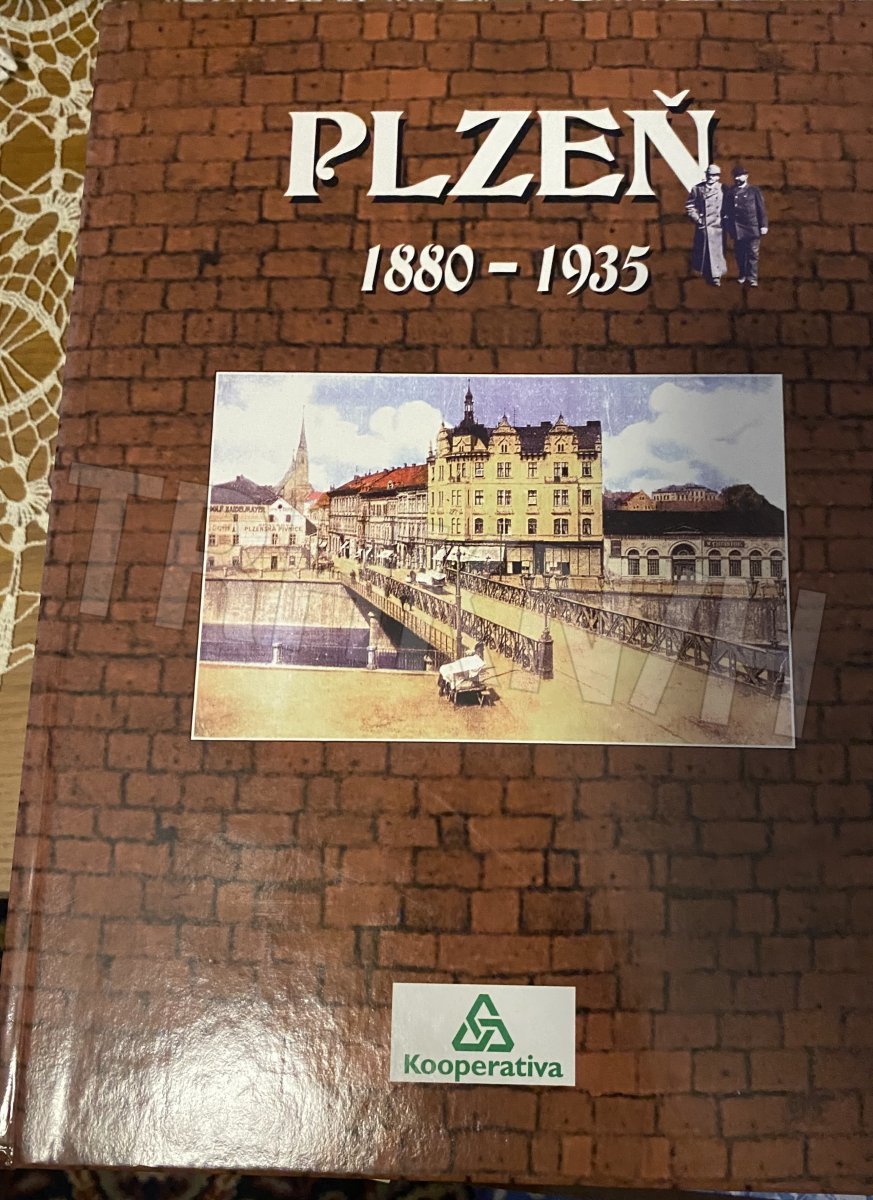 PLZEŇ
1880 – 1935
PLZEŇSKÁ PIVNICE
Kooperativa